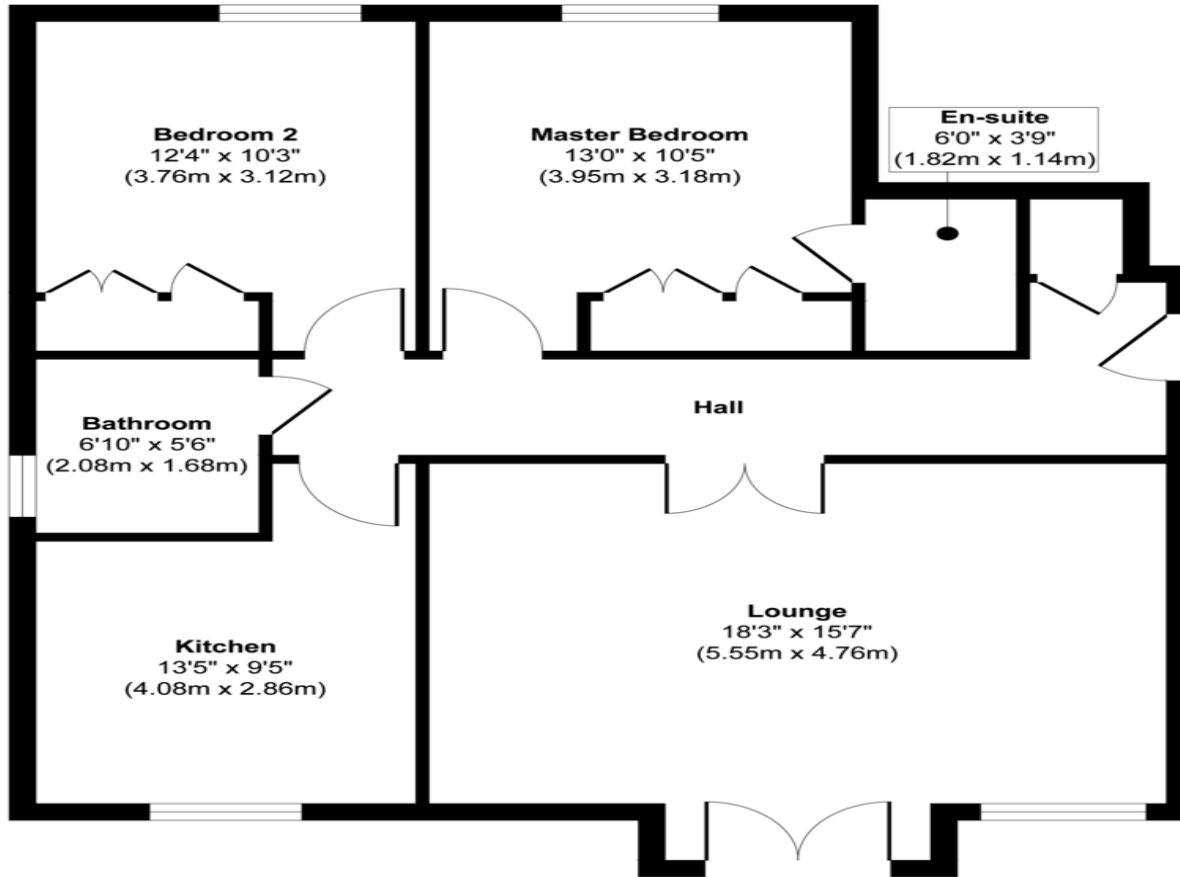 Bedroom 2
12'4" x 10'3"
(3.76m x 3.12m)
Master Bedroom
13'0" x 10'5"
(3.95m x 3.18m)
En-suite
6'0" x 3'9"
(1.82m x 1.14m)
Bathroom
6'10" x 5'6"
(2.08m x 1.68m)
Hall
Kitchen
13'5" x 9'5"
(4.08m x 2.86m)
Lounge
18'3" x 15'7"
(5.55m x 4.76m)